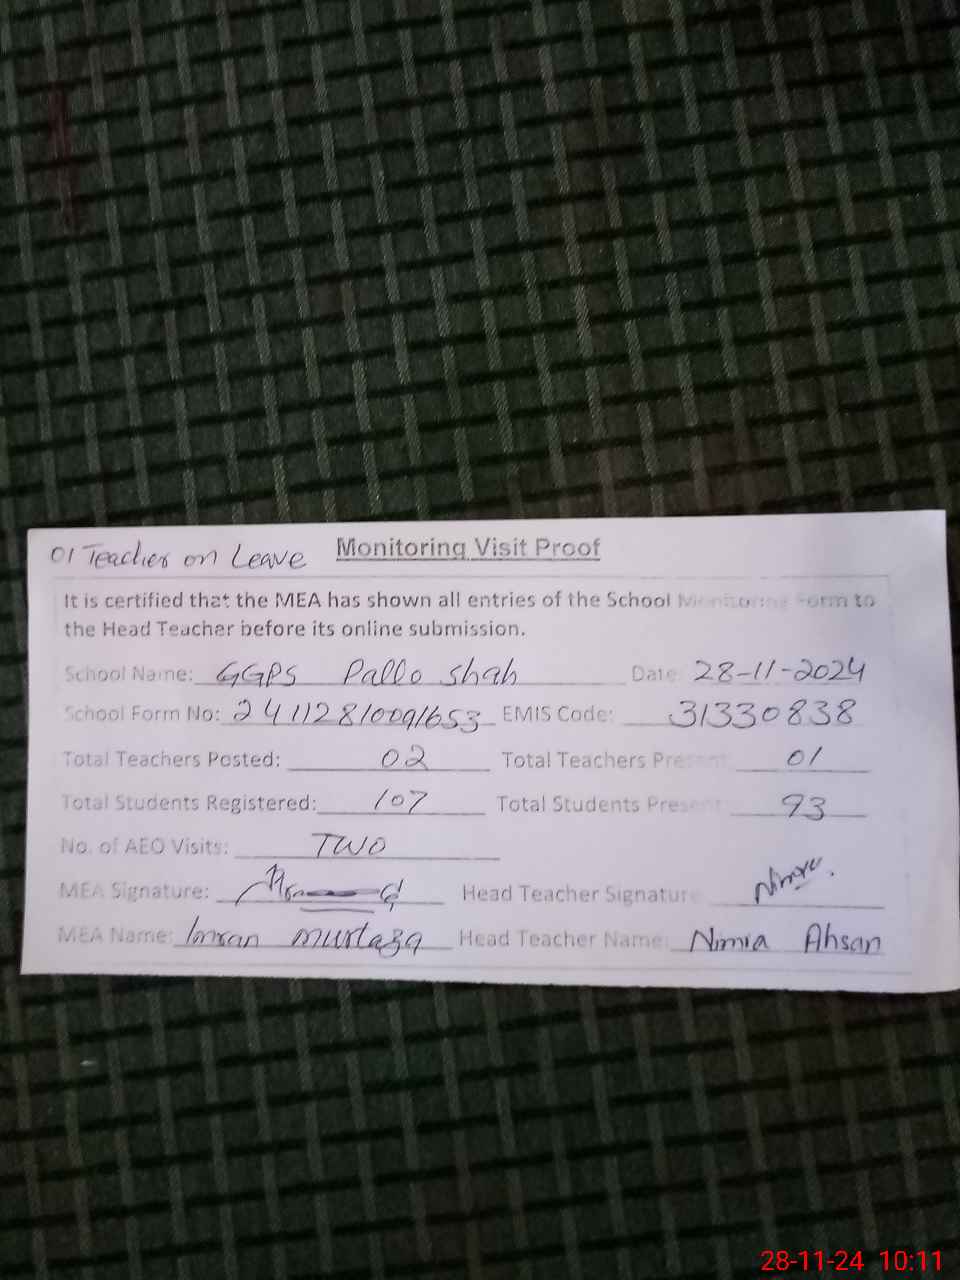 01 Teacher on Leave Monitoring Visit Proof
It is certified that the MEA has shown all entries of the School Monitoring Form to
the Head Teacher before its online submission.
School Name: GGPS Pallo Shah Date: 28-11-2024
School Form No: 24112810091653 EMIS Code: 31330838
Total Teachers Posted: 02 Total Teachers Present: 01
Total Students Registered: 107 Total Students Present: 93
No. of AEO Visits: TWO
MEA Signature: Head Teacher Signature: Nimra.
MEA Name: Imran Murtaza Head Teacher Name: Nimra Ahsan
28-11-24 10:11